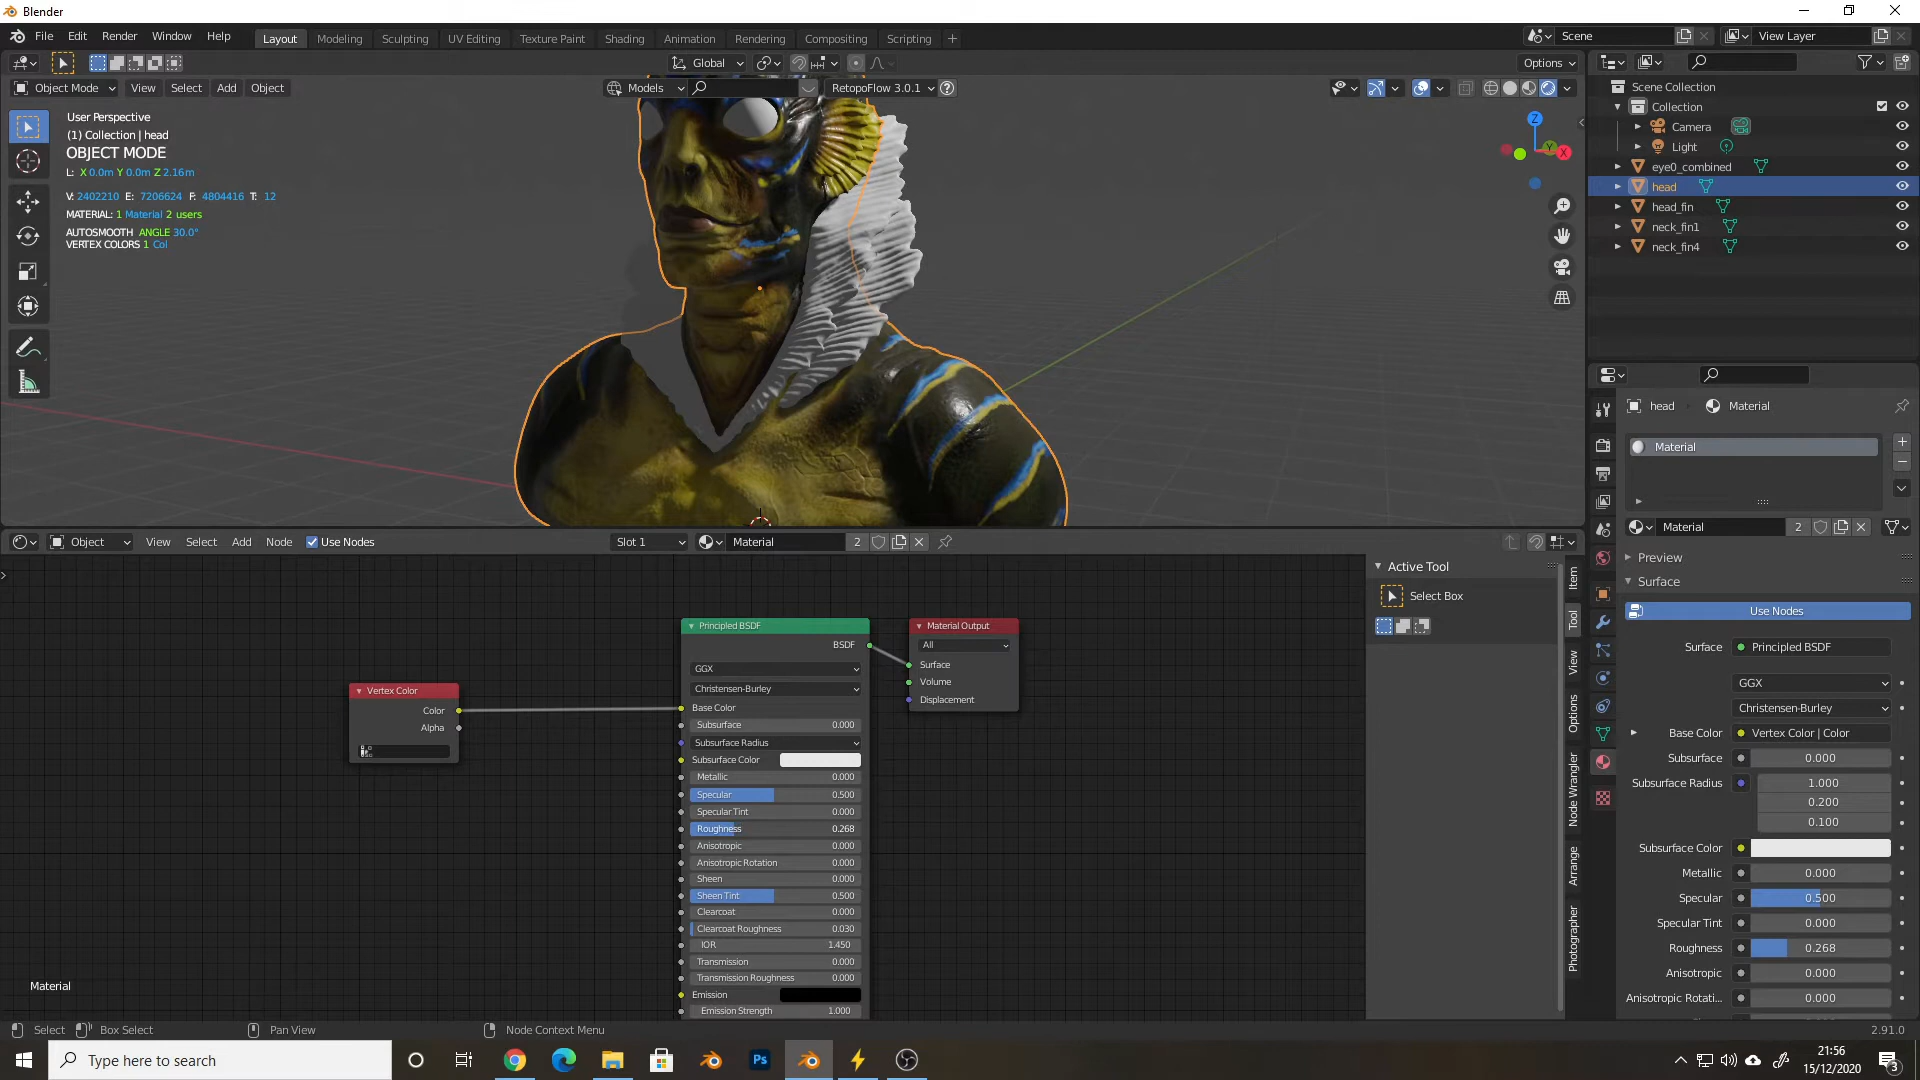 Blender
File Edit Render Window Help
Layout Modeling Sculpting UV Editing Texture Paint Shading Animation Rendering Compositing Scripting +
Scene View Layer
Global Options
Object Mode View Select Add Object Models RetopoFlow 3.0.1
User Perspective
(1) Collection | head
OBJECT MODE
L: X 0.0m Y 0.0m Z 2.16m
V: 2402210 E: 7206624 F: 4804416 T: 12
MATERIAL: 1 Material 2 users
AUTOSMOOTH ANGLE 30.0°
VERTEX COLORS 1 Col
Z
Y
X
Scene Collection
Collection
Camera
Light
eye0_combined
head
head_fin
neck_fin1
neck_fin4
head Material
Material
Material 2
Preview
Surface
Use Nodes
Surface Principled BSDF
GGX
Christensen-Burley
Base Color Vertex Color | Color
Subsurface 0.000
Subsurface Radius 1.000
0.200
0.100
Subsurface Color
Metallic 0.000
Specular 0.500
Specular Tint 0.000
Roughness 0.268
Anisotropic 0.000
Anisotropic Rotati... 0.000
Object View Select Add Node Use Nodes Slot 1 Material 2
Active Tool
Select Box
Item
Tool
View
Options
Node Wrangler
Arrange
Photographer
Vertex Color
Color
Alpha
Principled BSDF
BSDF
GGX
Christensen-Burley
Base Color
Subsurface 0.000
Subsurface Radius
Subsurface Color
Metallic 0.000
Specular 0.500
Specular Tint 0.000
Roughness 0.268
Anisotropic 0.000
Anisotropic Rotation 0.000
Sheen 0.000
Sheen Tint 0.500
Clearcoat 0.000
Clearcoat Roughness 0.030
IOR 1.450
Transmission 0.000
Transmission Roughness 0.000
Emission
Emission Strength 1.000
Material Output
All
Surface
Volume
Displacement
Material
Select Box Select Pan View Node Context Menu 2.91.0
Type here to search
Ps
21:56
15/12/2020
3